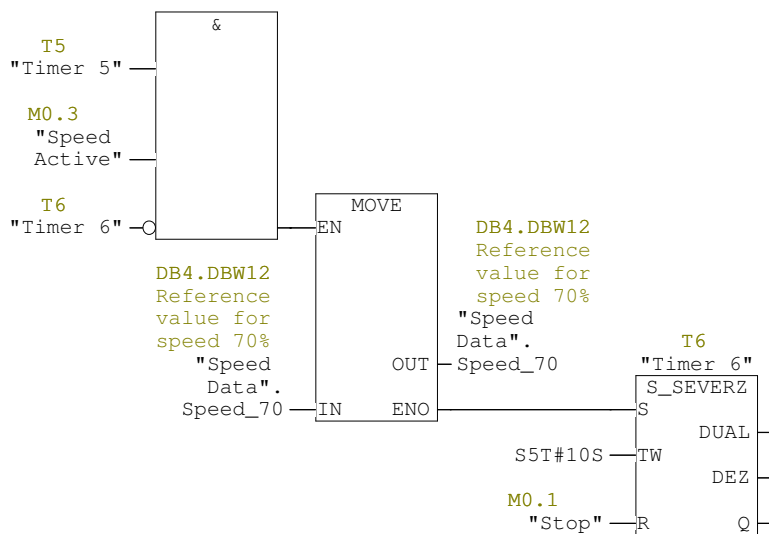 &
T5
"Timer 5"
M0.3
"Speed
Active"
T6
"Timer 6"
MOVE
EN
DB4.DBW12
Reference
value for
speed 70%
"Speed
Data".
Speed_70
IN
OUT
ENO
DB4.DBW12
Reference
value for
speed 70%
"Speed
Data".
Speed_70
T6
"Timer 6"
S_SEVERZ
S
DUAL
S5T#10S
TW
DEZ
M0.1
"Stop"
R
Q